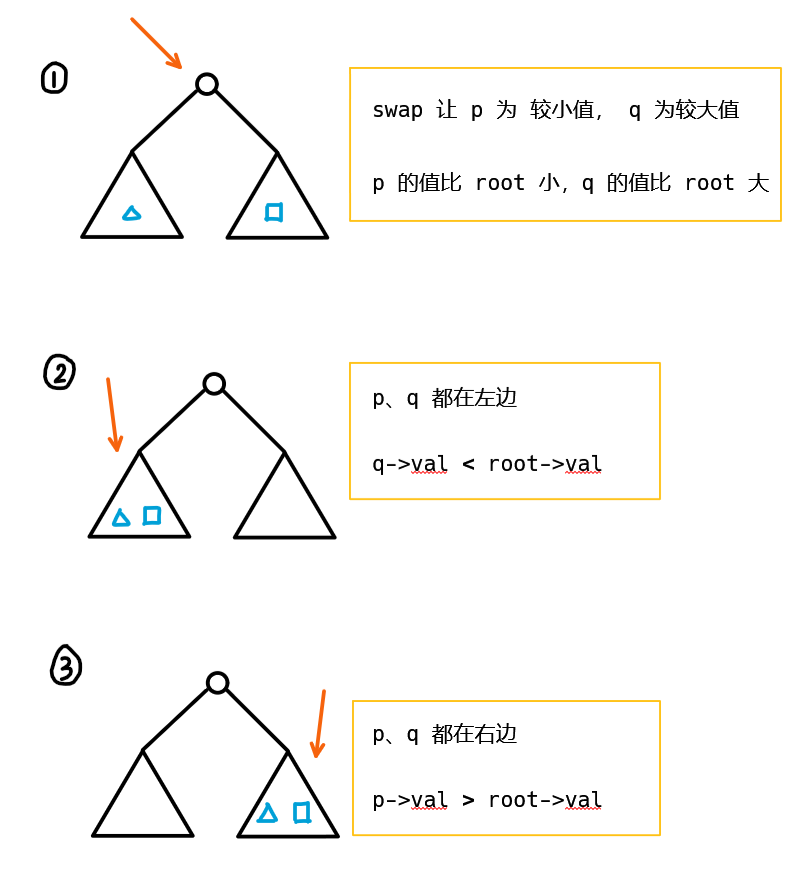 ①
swap 让 p 为 较小值, q 为较大值
p 的值比 root 小,q 的值比 root 大
②
p、q 都在左边
q->val < root->val
③
p、q 都在右边
p->val > root->val